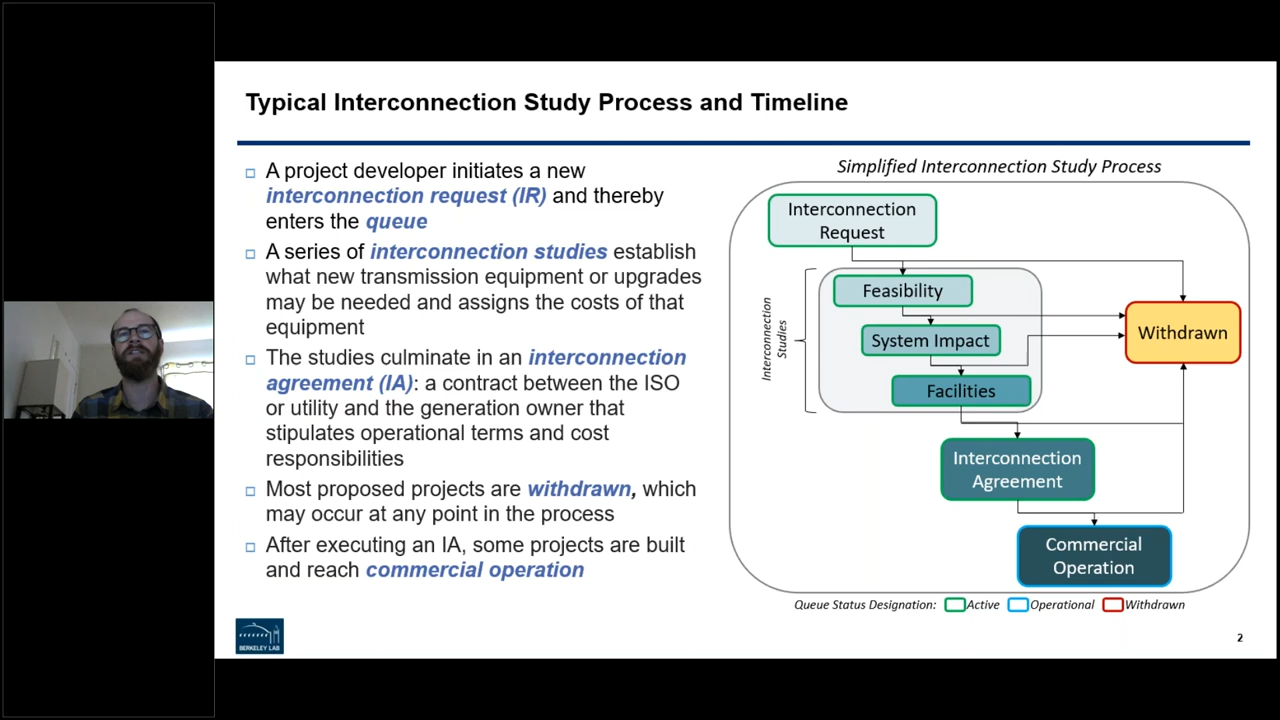 Typical Interconnection Study Process and Timeline
A project developer initiates a new
interconnection request (IR) and thereby
enters the queue
A series of interconnection studies establish
what new transmission equipment or upgrades
may be needed and assigns the costs of that
equipment
The studies culminate in an interconnection
agreement (IA): a contract between the ISO
or utility and the generation owner that
stipulates operational terms and cost
responsibilities
Most proposed projects are withdrawn, which
may occur at any point in the process
After executing an IA, some projects are built
and reach commercial operation
Simplified Interconnection Study Process
Interconnection
Request
Interconnection
Studies
Feasibility
System Impact
Facilities
Withdrawn
Interconnection
Agreement
Commercial
Operation
Queue Status Designation: Active Operational Withdrawn
BERKELEY LAB
2